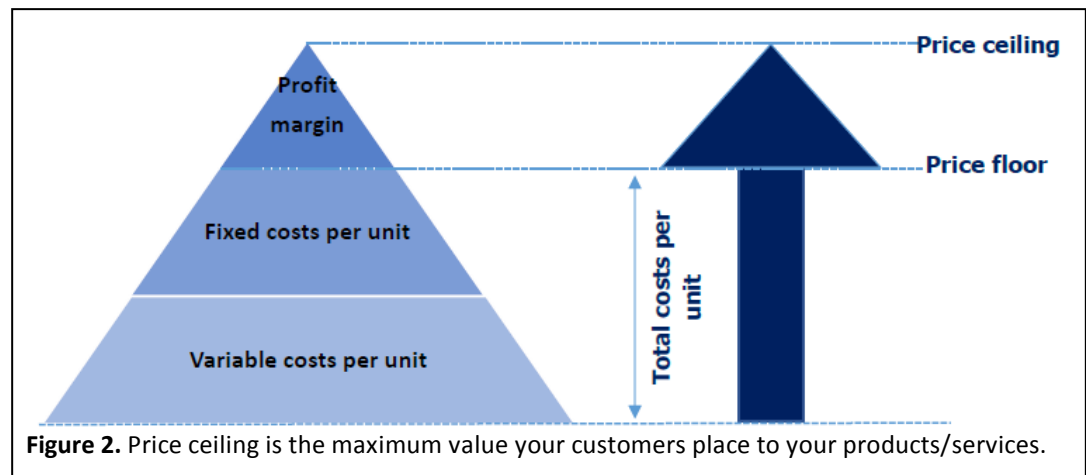 Price ceiling
Profit
margin
Price floor
Fixed costs per unit
Total costs per
unit
Variable costs per unit
Figure 2. Price ceiling is the maximum value your customers place to your products/services.